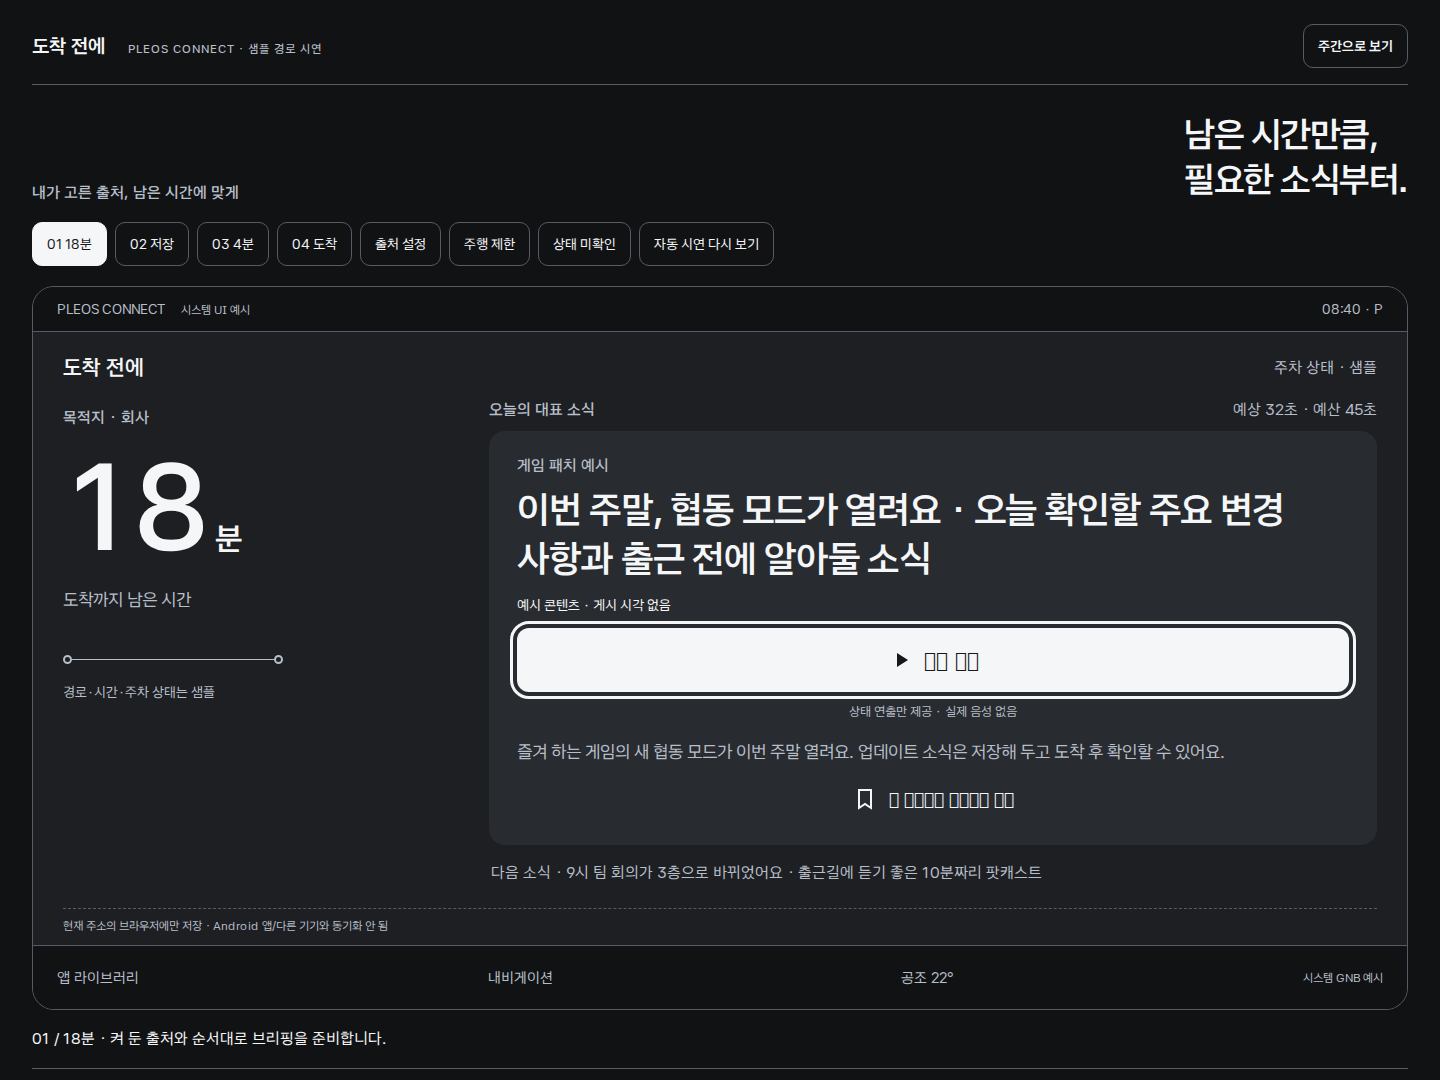 도착 전에
PLEOS CONNECT · 샘플 경로 시연
주간으로 보기
남은 시간만큼,
필요한 소식부터.
내가 고른 출처, 남은 시간에 맞게
01 18분
02 저장
03 4분
04 도착
출처 설정
주행 제한
상태 미확인
자동 시연 다시 보기
PLEOS CONNECT
시스템 UI 예시
08:40 · P
도착 전에
주차 상태 · 샘플
목적지 · 회사
18 분
도착까지 남은 시간
경로·시간·주차 상태는 샘플
오늘의 대표 소식
예상 32초 · 예산 45초
게임 패치 예시
이번 주말, 협동 모드가 열려요 · 오늘 확인할 주요 변경
사항과 출근 전에 알아둘 소식
예시 콘텐츠 · 게시 시각 없음
상태 연출만 제공 · 실제 음성 없음
즐겨 하는 게임의 새 협동 모드가 이번 주말 열려요. 업데이트 소식은 저장해 두고 도착 후 확인할 수 있어요.
다음 소식 · 9시 팀 회의가 3층으로 바뀌었어요 · 출근길에 듣기 좋은 10분짜리 팟캐스트
현재 주소의 브라우저에만 저장 · Android 앱/다른 기기와 동기화 안 됨
앱 라이브러리
내비게이션
공조 22°
시스템 GNB 예시
01 / 18분 · 켜 둔 출처와 순서대로 브리핑을 준비합니다.